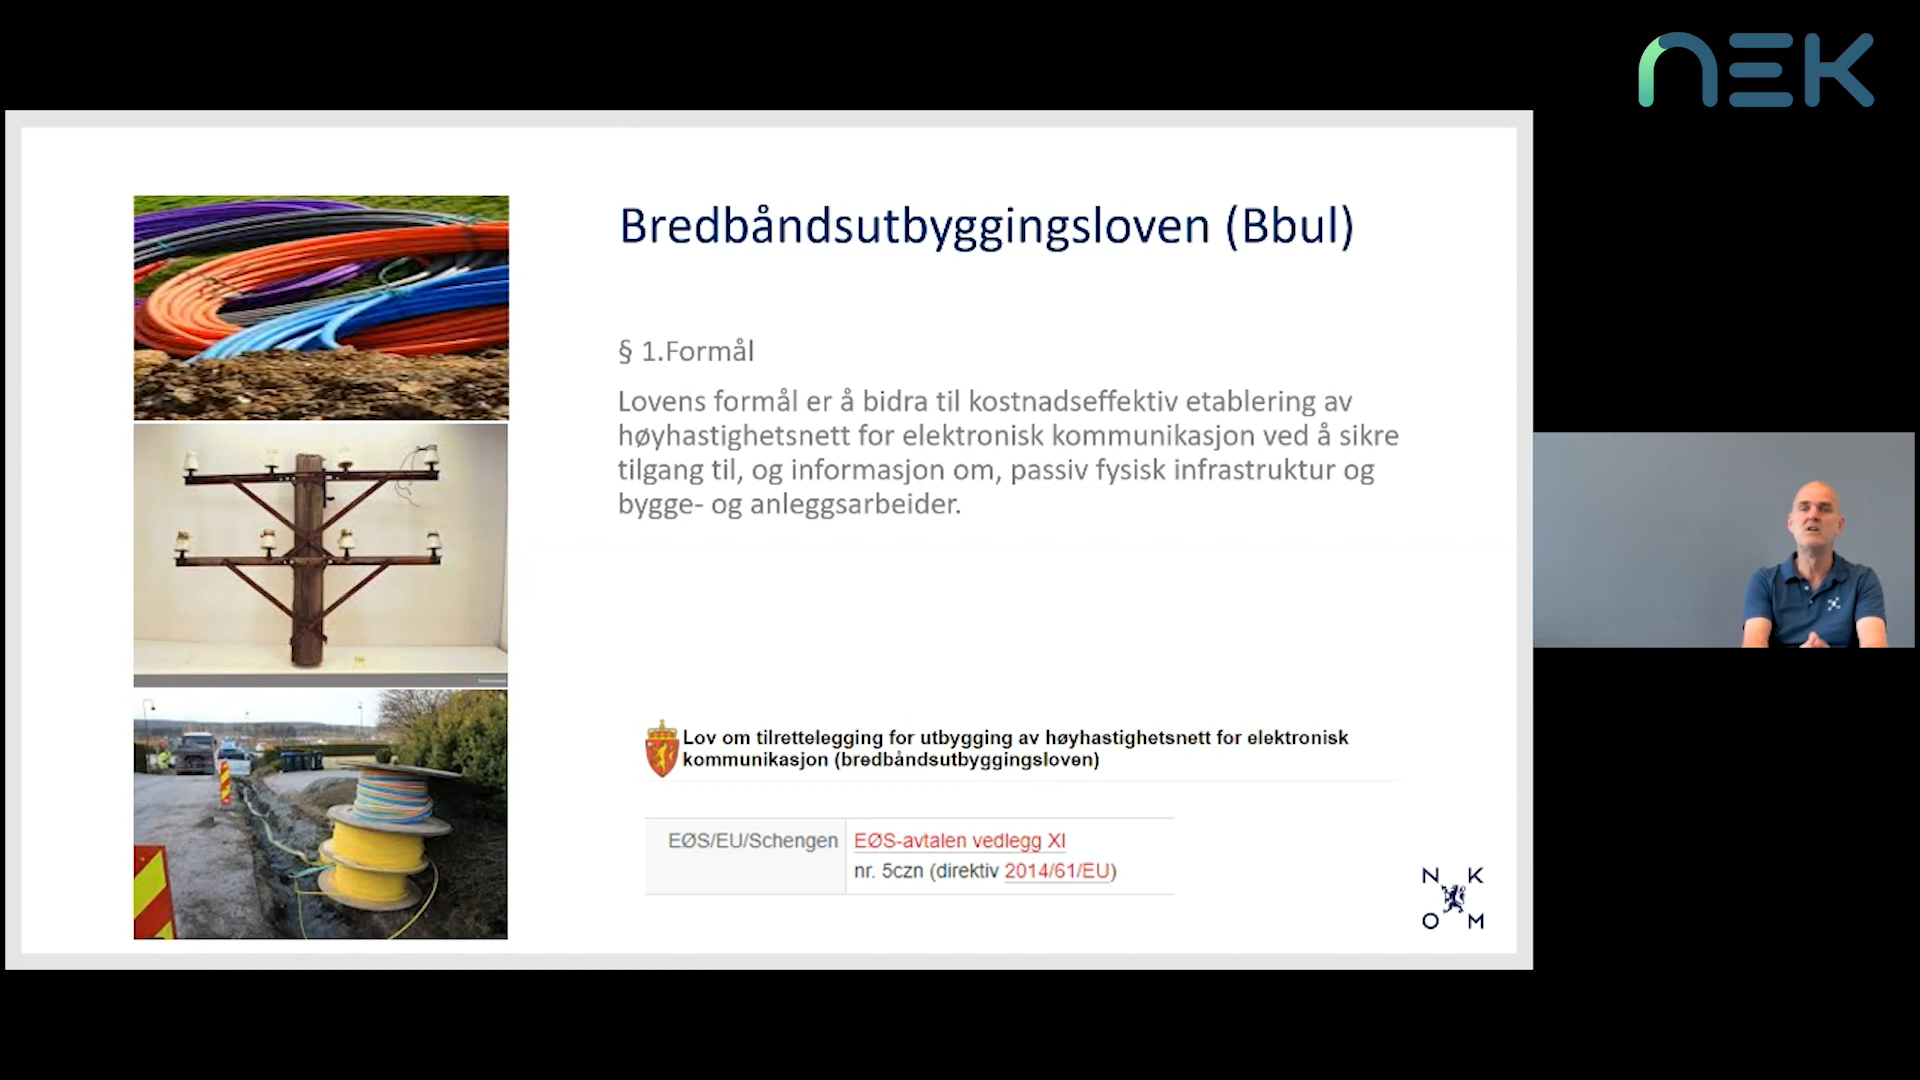 NEK
Bredbåndsutbyggingsloven (Bbul)
§ 1.Formål
Lovens formål er å bidra til kostnadseffektiv etablering av
høyhastighetsnett for elektronisk kommunikasjon ved å sikre
tilgang til, og informasjon om, passiv fysisk infrastruktur og
bygge- og anleggsarbeider.
Lov om tilrettelegging for utbygging av høyhastighetsnett for elektronisk
kommunikasjon (bredbåndsutbyggingsloven)
EØS/EU/Schengen EØS-avtalen vedlegg XI
nr. 5czn (direktiv 2014/61/EU)
N K
O M